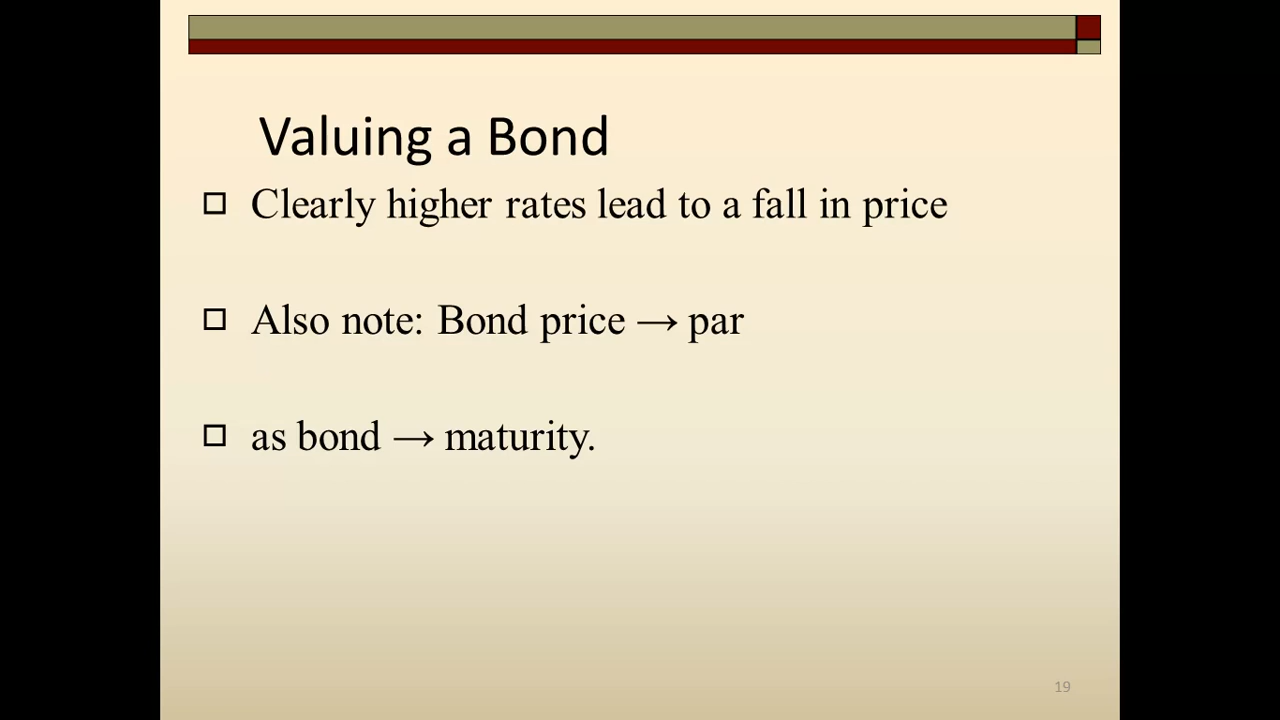 Valuing a Bond
Clearly higher rates lead to a fall in price
Also note: Bond price → par
as bond → maturity.
19